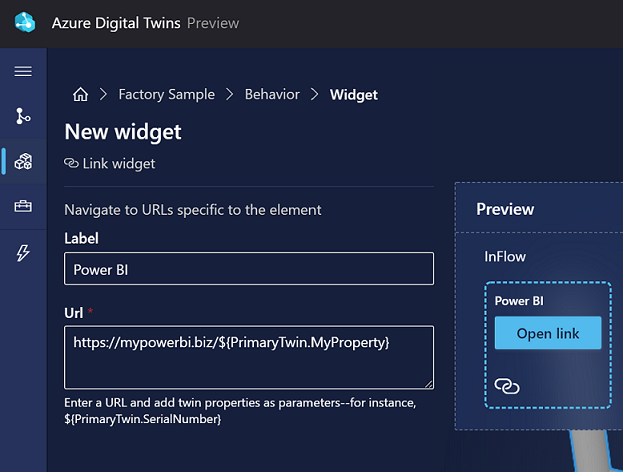 Azure Digital Twins Preview
Factory Sample > Behavior > Widget
New widget
Link widget
Navigate to URLs specific to the element
Label
Power BI
Url *
https://mypowerbi.biz/${PrimaryTwin.MyProperty}
Enter a URL and add twin properties as parameters--for instance,
${PrimaryTwin.SerialNumber}
Preview
InFlow
Power BI
Open link